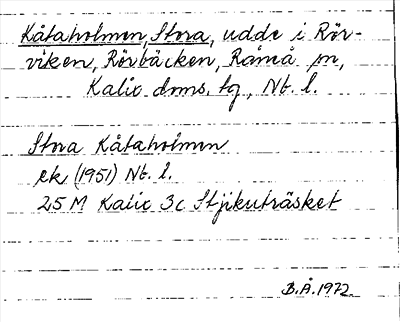 Kåtaholmen, Stora, udde i Rör-
viken, Rörbäcken, Råneå sn,
Kalix doms. tg., Nb. l.
Stora Kåtaholmen
ek (1951) Nb. l.
25 M Kalix 3c Stjikuträsket
B.Å. 1972